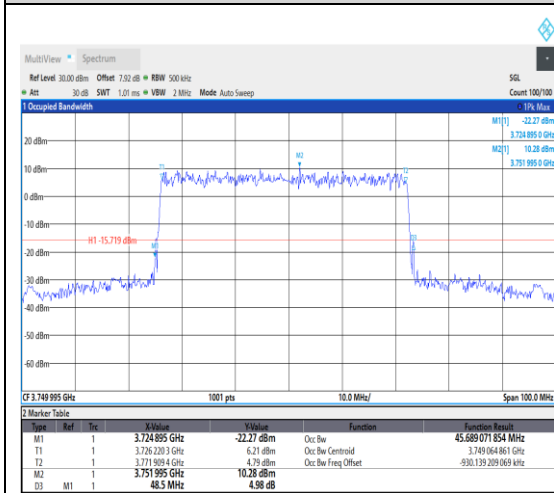 MultiView Spectrum
Ref Level 30.00 dBm Offset 7.92 dB RBW 500 kHz SGL
Att 30 dB SWT 1.01 ms VBW 2 MHz Mode Auto Sweep Count 100/100
1 Occupied Bandwidth 1Pk Max
M1[1] -22.27 dBm
3.724 895 0 GHz
M2[1] 10.28 dBm
3.751 995 0 GHz
20 dBm
M2
T1
T2
10 dBm
0 dBm
-10 dBm
H1 -15.719 dBm
M1
-20 dBm
-30 dBm
-40 dBm
-50 dBm
-60 dBm
CF 3.749 995 GHz 1001 pts 10.0 MHz/ Span 100.0 MHz
2 Marker Table
Type Ref Trc X-Value Y-Value Function Function Result
M1 1 3.724 895 GHz -22.27 dBm Occ Bw 45.689 071 854 MHz
T1 1 3.726 220 3 GHz 6.21 dBm Occ Bw Centroid 3.749 064 861 GHz
T2 1 3.771 909 4 GHz 4.79 dBm Occ Bw Freq Offset -930.139 209 069 kHz
M2 1 3.751 995 GHz 10.28 dBm
D3 M1 1 48.5 MHz 4.98 dB